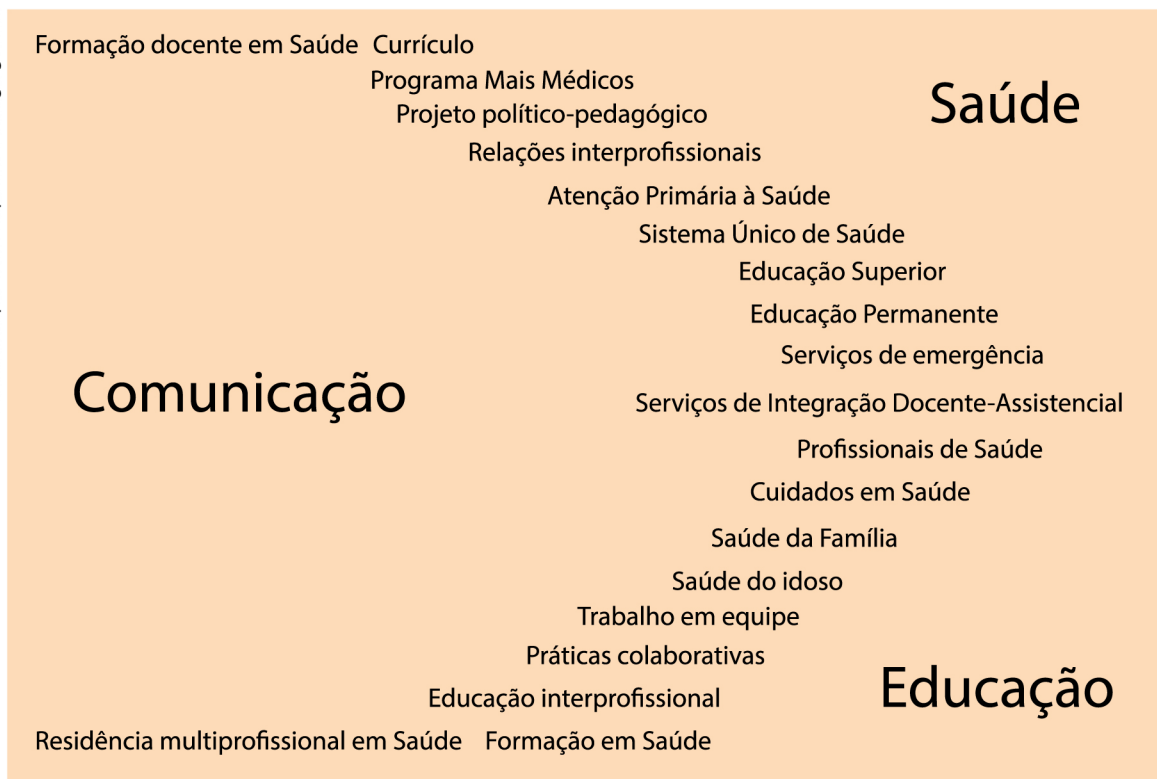 Formação docente em Saúde Currículo
Programa Mais Médicos
Saúde
Projeto político-pedagógico
Relações interprofissionais
Atenção Primária à Saúde
Sistema Único de Saúde
Educação Superior
Educação Permanente
Serviços de emergência
Comunicação
Serviços de Integração Docente-Assistencial
Profissionais de Saúde
Cuidados em Saúde
Saúde da Família
Saúde do idoso
Trabalho em equipe
Práticas colaborativas
Educação
Educação interprofissional
Residência multiprofissional em Saúde Formação em Saúde